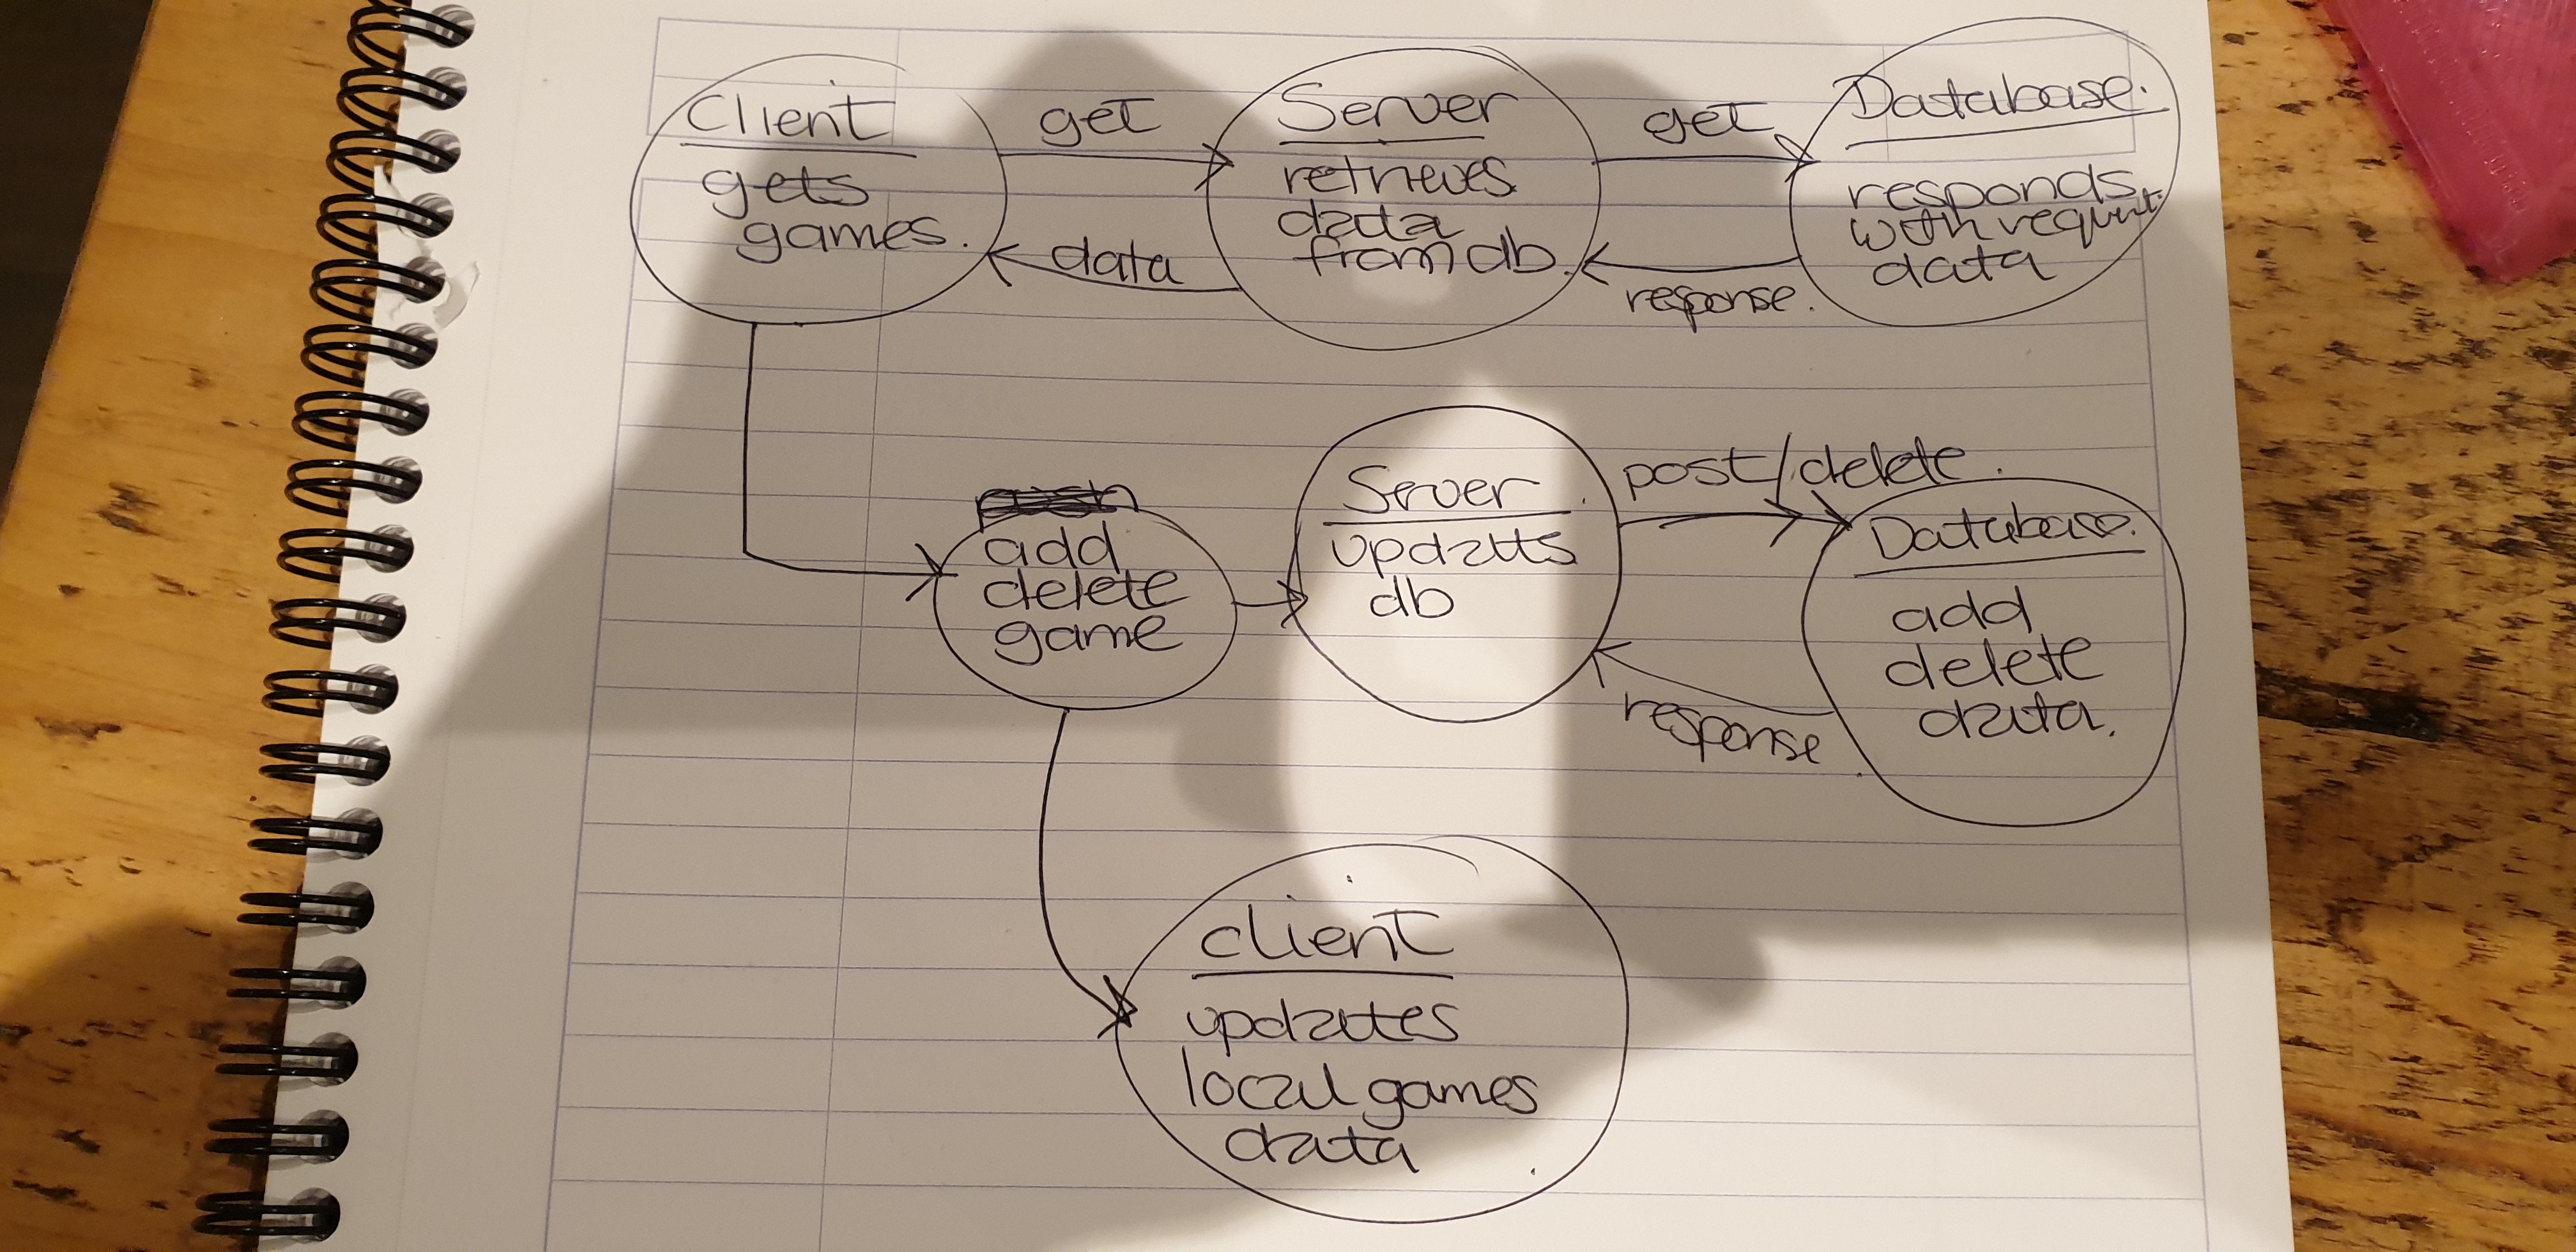 Client
gets
games.
get
data
Server
retrieves
data
from db.
get
response.
Database.
responds
with request
data
add
delete
game
Server
updates
db
post/delete.
response
Database.
add
delete
data.
Client
updates
local games
data